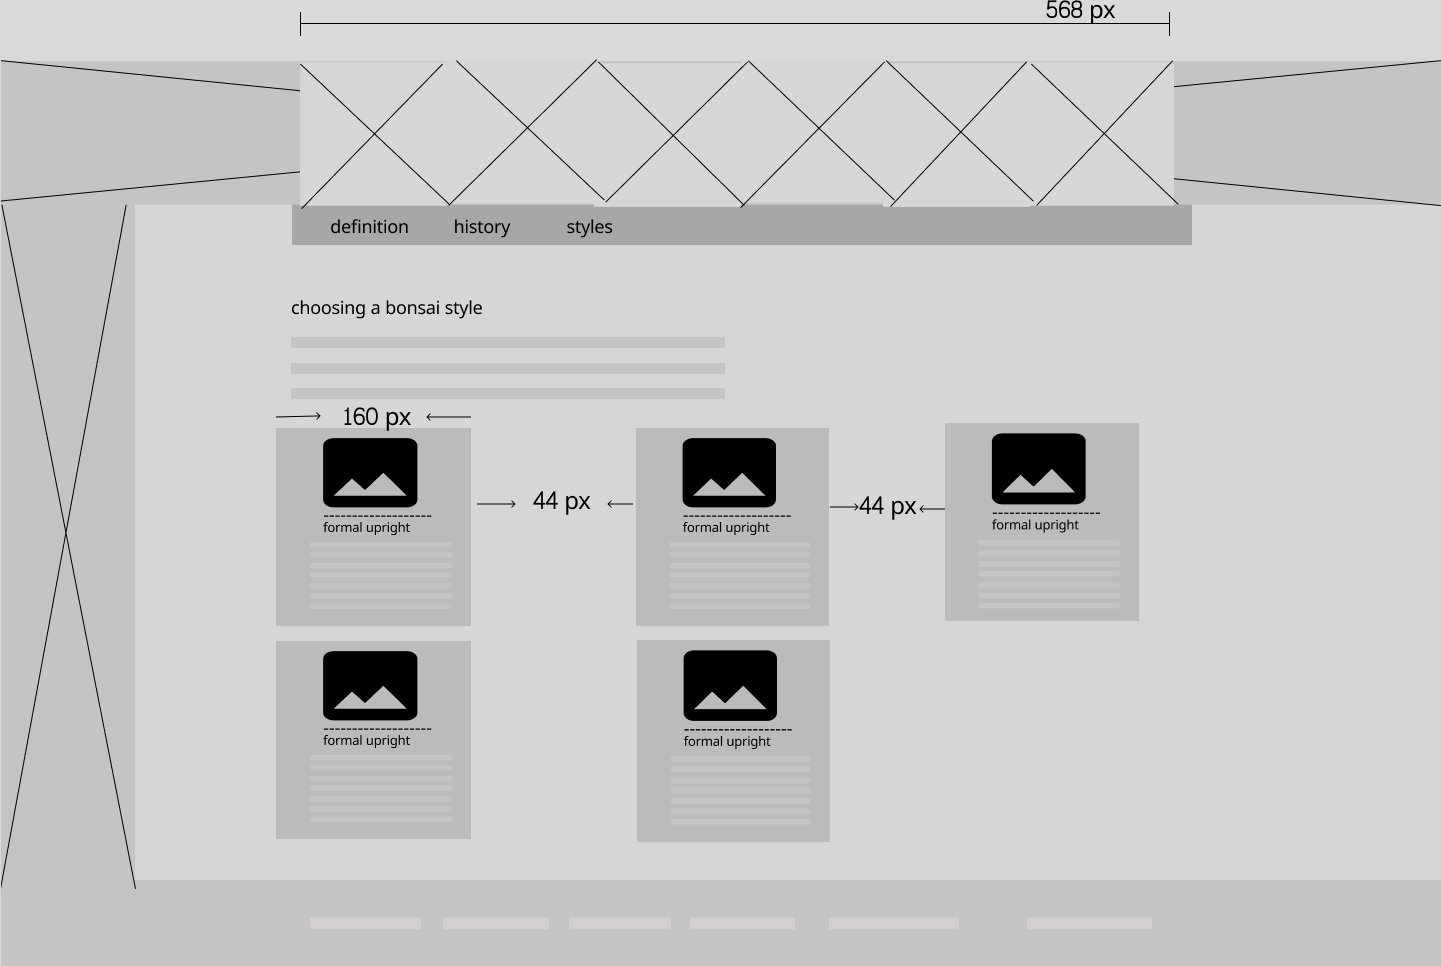 568 px
definition history styles
choosing a bonsai style
160 px
44 px
44 px
formal upright
formal upright
formal upright
formal upright
formal upright